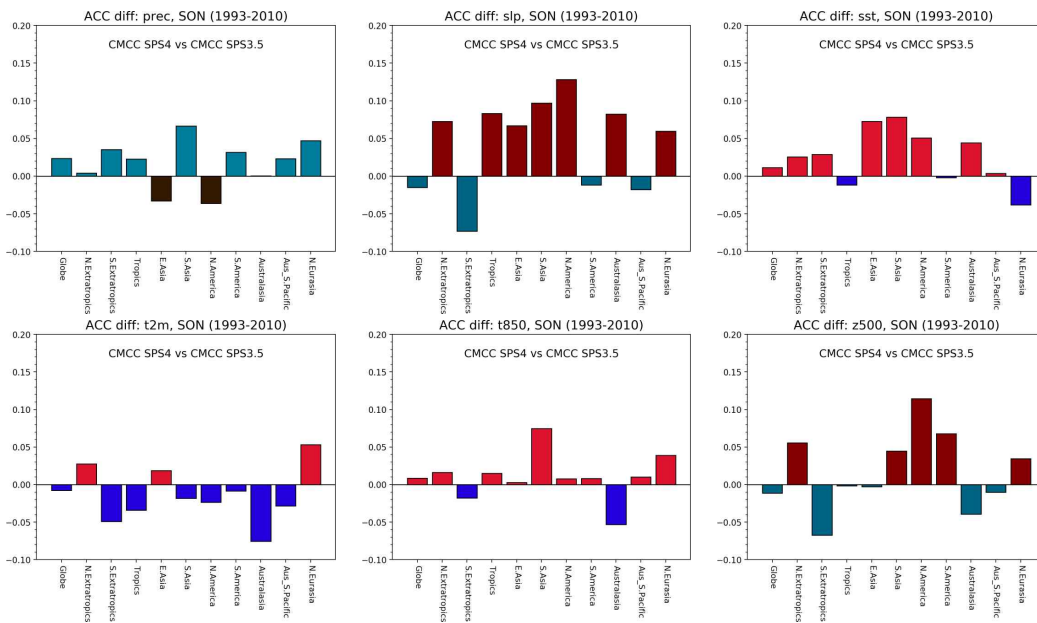 ACC diff: prec, SON (1993-2010)
CMCC SPS4 vs CMCC SPS3.5
0.20
0.15
0.10
0.05
0.00
−0.05
−0.10
Globe
N.Extratropics
S.Extratropics
Tropics
E.Asia
S.Asia
N.America
S.America
Australasia
Aus_S.Pacific
N.Eurasia
ACC diff: slp, SON (1993-2010)
CMCC SPS4 vs CMCC SPS3.5
0.20
0.15
0.10
0.05
0.00
−0.05
−0.10
Globe
N.Extratropics
S.Extratropics
Tropics
E.Asia
S.Asia
N.America
S.America
Australasia
Aus_S.Pacific
N.Eurasia
ACC diff: sst, SON (1993-2010)
CMCC SPS4 vs CMCC SPS3.5
0.20
0.15
0.10
0.05
0.00
−0.05
−0.10
Globe
N.Extratropics
S.Extratropics
Tropics
E.Asia
S.Asia
N.America
S.America
Australasia
Aus_S.Pacific
N.Eurasia
ACC diff: t2m, SON (1993-2010)
CMCC SPS4 vs CMCC SPS3.5
0.20
0.15
0.10
0.05
0.00
−0.05
−0.10
Globe
N.Extratropics
S.Extratropics
Tropics
E.Asia
S.Asia
N.America
S.America
Australasia
Aus_S.Pacific
N.Eurasia
ACC diff: t850, SON (1993-2010)
CMCC SPS4 vs CMCC SPS3.5
0.20
0.15
0.10
0.05
0.00
−0.05
−0.10
Globe
N.Extratropics
S.Extratropics
Tropics
E.Asia
S.Asia
N.America
S.America
Australasia
Aus_S.Pacific
N.Eurasia
ACC diff: z500, SON (1993-2010)
CMCC SPS4 vs CMCC SPS3.5
0.20
0.15
0.10
0.05
0.00
−0.05
−0.10
Globe
N.Extratropics
S.Extratropics
Tropics
E.Asia
S.Asia
N.America
S.America
Australasia
Aus_S.Pacific
N.Eurasia